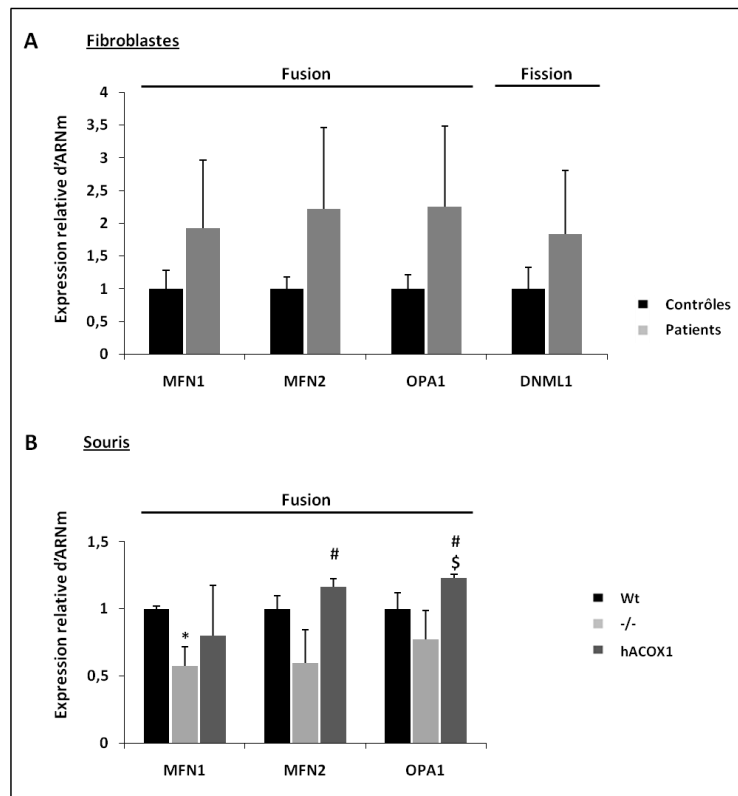 A Fibroblastes
Fusion Fission
4
3,5
3
2,5
2
1,5
1
0,5
0
Expression relative d'ARNm
MFN1 MFN2 OPA1 DNML1
Contrôles
Patients
B Souris
Fusion
1,5
1
0,5
0
Expression relative d'ARNm
*
#
#
$
MFN1 MFN2 OPA1
Wt
-/-
hACOX1